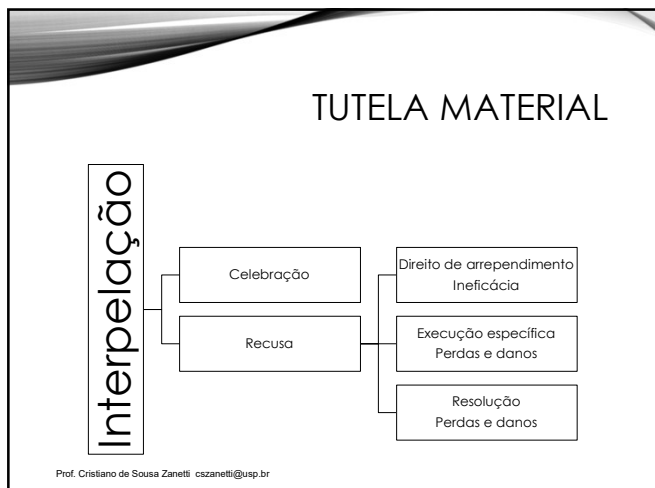 TUTELA MATERIAL
Interpelação
Celebração
Recusa
Direito de arrependimento
Ineficácia
Execução específica
Perdas e danos
Resolução
Perdas e danos
Prof. Cristiano de Sousa Zanetti cszanetti@usp.br